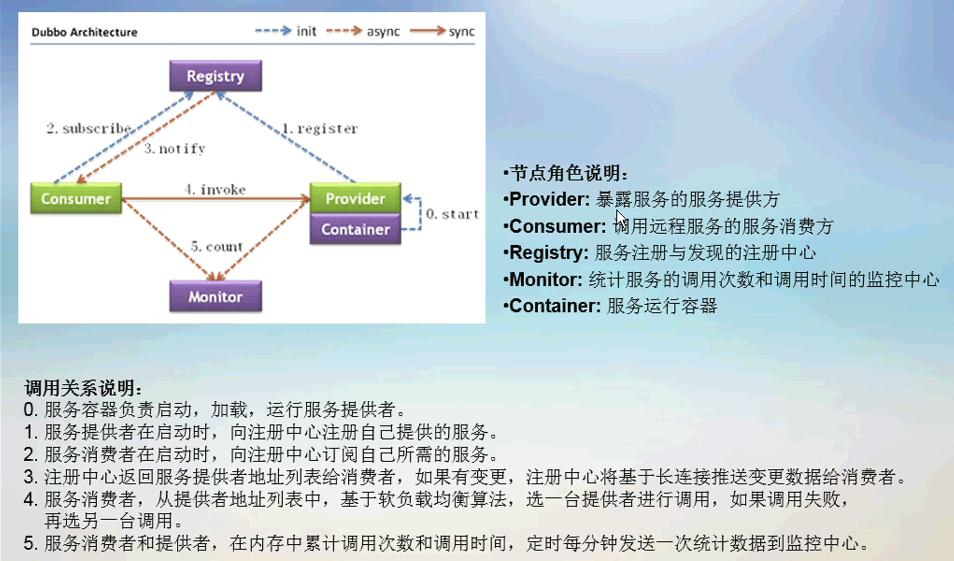 Dubbo Architecture
init
async
sync
Registry
2. subscribe
1. register
3. notify
Consumer
4. invoke
Provider
0. start
Container
5. count
Monitor
•节点角色说明：
•Provider: 暴露服务的服务提供方
•Consumer: 调用远程服务的服务消费方
•Registry: 服务注册与发现的注册中心
•Monitor: 统计服务的调用次数和调用时间的监控中心
•Container: 服务运行容器
调用关系说明：
0. 服务容器负责启动，加载，运行服务提供者。
1. 服务提供者在启动时，向注册中心注册自己提供的服务。
2. 服务消费者在启动时，向注册中心订阅自己所需的服务。
3. 注册中心返回服务提供者地址列表给消费者，如果有变更，注册中心将基于长连接推送变更数据给消费者。
4. 服务消费者，从提供者地址列表中，基于软负载均衡算法，选一台提供者进行调用，如果调用失败，
再选另一台调用。
5. 服务消费者和提供者，在内存中累计调用次数和调用时间，定时每分钟发送一次统计数据到监控中心。